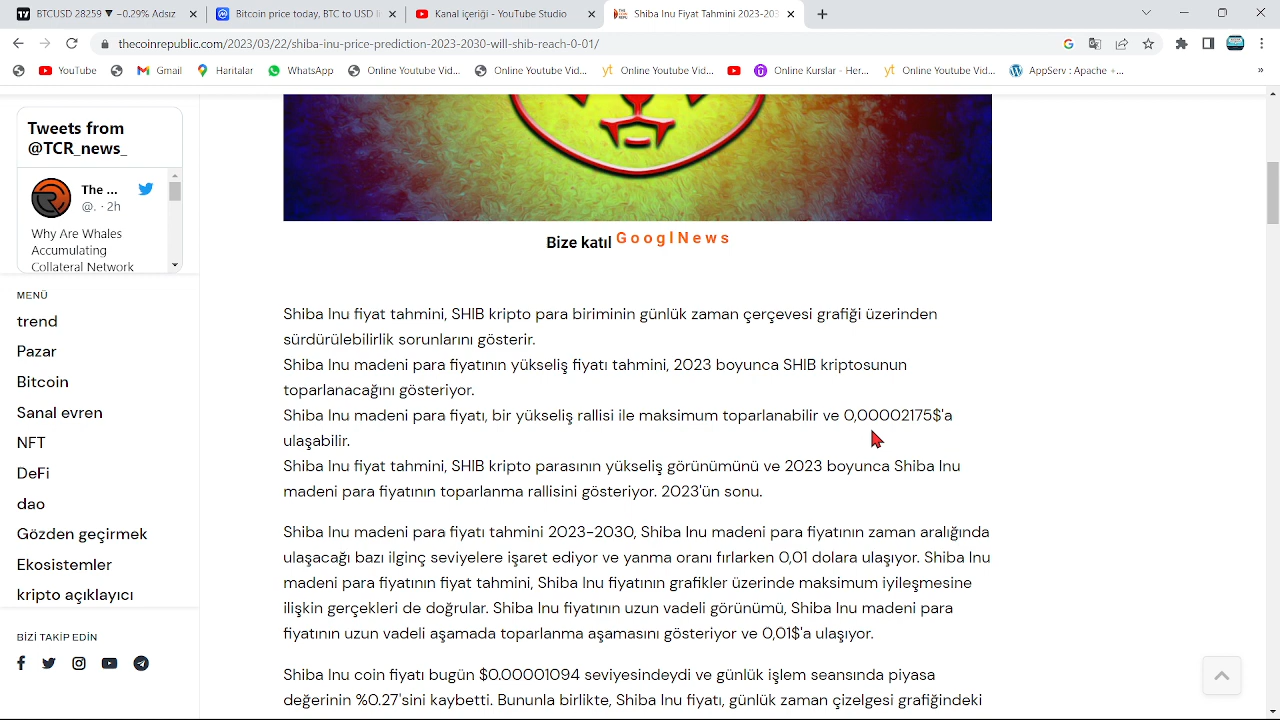 BTCUSD 28259 ▼ −0.29% Adsız
Bitcoin price today, BTC to USD li
Kanal içeriği - YouTube Studio
Shiba Inu Fiyat Tahmini 2023-203
thecoinrepublic.com/2023/03/22/shiba-inu-price-prediction-2023-2030-will-shib-reach-0-01/
YouTube
Gmail
Haritalar
WhatsApp
Online Youtube Vid...
Online Youtube Vid...
Online Youtube Vid...
Online Kurslar - Her...
Online Youtube Vid...
AppServ : Apache +...
»
Tweets from
@TCR_news_
The ...
@. · 2h
Why Are Whales
Accumulating
Collateral Network
MENÜ
trend
Pazar
Bitcoin
Sanal evren
NFT
DeFi
dao
Gözden geçirmek
Ekosistemler
kripto açıklayıcı
BİZİ TAKİP EDİN
Bize katıl GooglNews
Shiba Inu fiyat tahmini, SHIB kripto para biriminin günlük zaman çerçevesi grafiği üzerinden
sürdürülebilirlik sorunlarını gösterir.
Shiba Inu madeni para fiyatının yükseliş fiyatı tahmini, 2023 boyunca SHIB kriptosunun
toparlanacağını gösteriyor.
Shiba Inu madeni para fiyatı, bir yükseliş rallisi ile maksimum toparlanabilir ve 0,00002175$'a
ulaşabilir.
Shiba Inu fiyat tahmini, SHIB kripto parasının yükseliş görünümünü ve 2023 boyunca Shiba Inu
madeni para fiyatının toparlanma rallisini gösteriyor. 2023'ün sonu.
Shiba Inu madeni para fiyatı tahmini 2023-2030, Shiba Inu madeni para fiyatının zaman aralığında
ulaşacağı bazı ilginç seviyelere işaret ediyor ve yanma oranı fırlarken 0,01 dolara ulaşıyor. Shiba Inu
madeni para fiyatının fiyat tahmini, Shiba Inu fiyatının grafikler üzerinde maksimum iyileşmesine
ilişkin gerçekleri de doğrular. Shiba Inu fiyatının uzun vadeli görünümü, Shiba Inu madeni para
fiyatının uzun vadeli aşamada toparlanma aşamasını gösteriyor ve 0,01$'a ulaşıyor.
Shiba Inu coin fiyatı bugün $0.00001094 seviyesindeydi ve günlük işlem seansında piyasa
değerinin %0.27'sini kaybetti. Bununla birlikte, Shiba Inu fiyatı, günlük zaman çizelgesi grafiğindeki